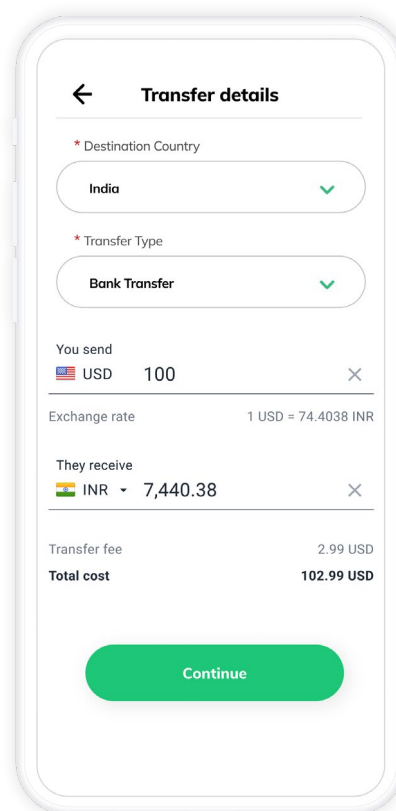 Transfer details
* Destination Country
India
* Transfer Type
Bank Transfer
You send
USD 100
Exchange rate 1 USD = 74.4038 INR
They receive
INR 7,440.38
Transfer fee 2.99 USD
Total cost 102.99 USD
Continue